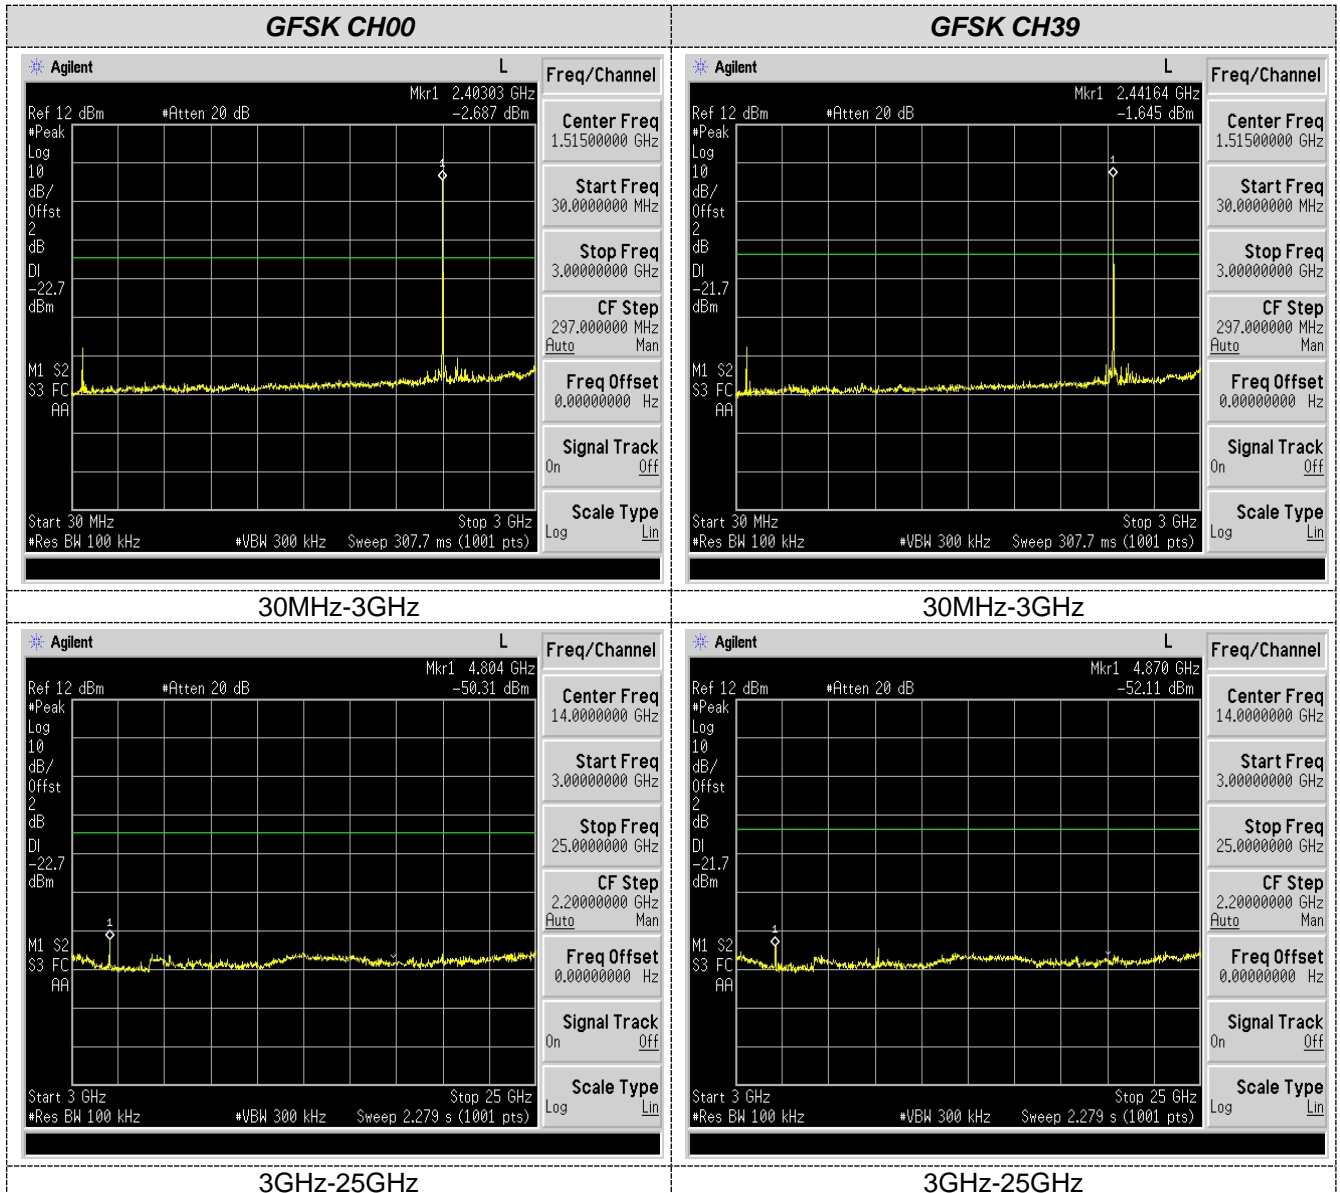 GFSK CH00
GFSK CH39
Agilent L
Mkr1 2.40303 GHz
Ref 12 dBm #Atten 20 dB -2.687 dBm
#Peak
Log
10
dB/
Offst
2
dB
DI
-22.7
dBm
1
M1 S2
S3 FC
AA
Start 30 MHz Stop 3 GHz
#Res BW 100 kHz #VBW 300 kHz Sweep 307.7 ms (1001 pts)
Freq/Channel
Center Freq
1.51500000 GHz
Start Freq
30.0000000 MHz
Stop Freq
3.00000000 GHz
CF Step
297.000000 MHz
Auto Man
Freq Offset
0.00000000 Hz
Signal Track
On Off
Scale Type
Log Lin
Agilent L
Mkr1 2.44164 GHz
Ref 12 dBm #Atten 20 dB -1.645 dBm
#Peak
Log
10
dB/
Offst
2
dB
DI
-21.7
dBm
1
M1 S2
S3 FC
AA
Start 30 MHz Stop 3 GHz
#Res BW 100 kHz #VBW 300 kHz Sweep 307.7 ms (1001 pts)
Freq/Channel
Center Freq
1.51500000 GHz
Start Freq
30.0000000 MHz
Stop Freq
3.00000000 GHz
CF Step
297.000000 MHz
Auto Man
Freq Offset
0.00000000 Hz
Signal Track
On Off
Scale Type
Log Lin
30MHz-3GHz
30MHz-3GHz
Agilent L
Mkr1 4.804 GHz
Ref 12 dBm #Atten 20 dB -50.31 dBm
#Peak
Log
10
dB/
Offst
2
dB
DI
-22.7
dBm
1
M1 S2
S3 FC
AA
Start 3 GHz Stop 25 GHz
#Res BW 100 kHz #VBW 300 kHz Sweep 2.279 s (1001 pts)
Freq/Channel
Center Freq
14.0000000 GHz
Start Freq
3.00000000 GHz
Stop Freq
25.0000000 GHz
CF Step
2.20000000 GHz
Auto Man
Freq Offset
0.00000000 Hz
Signal Track
On Off
Scale Type
Log Lin
Agilent L
Mkr1 4.870 GHz
Ref 12 dBm #Atten 20 dB -52.11 dBm
#Peak
Log
10
dB/
Offst
2
dB
DI
-21.7
dBm
1
M1 S2
S3 FC
AA
Start 3 GHz Stop 25 GHz
#Res BW 100 kHz #VBW 300 kHz Sweep 2.279 s (1001 pts)
Freq/Channel
Center Freq
14.0000000 GHz
Start Freq
3.00000000 GHz
Stop Freq
25.0000000 GHz
CF Step
2.20000000 GHz
Auto Man
Freq Offset
0.00000000 Hz
Signal Track
On Off
Scale Type
Log Lin
3GHz-25GHz
3GHz-25GHz